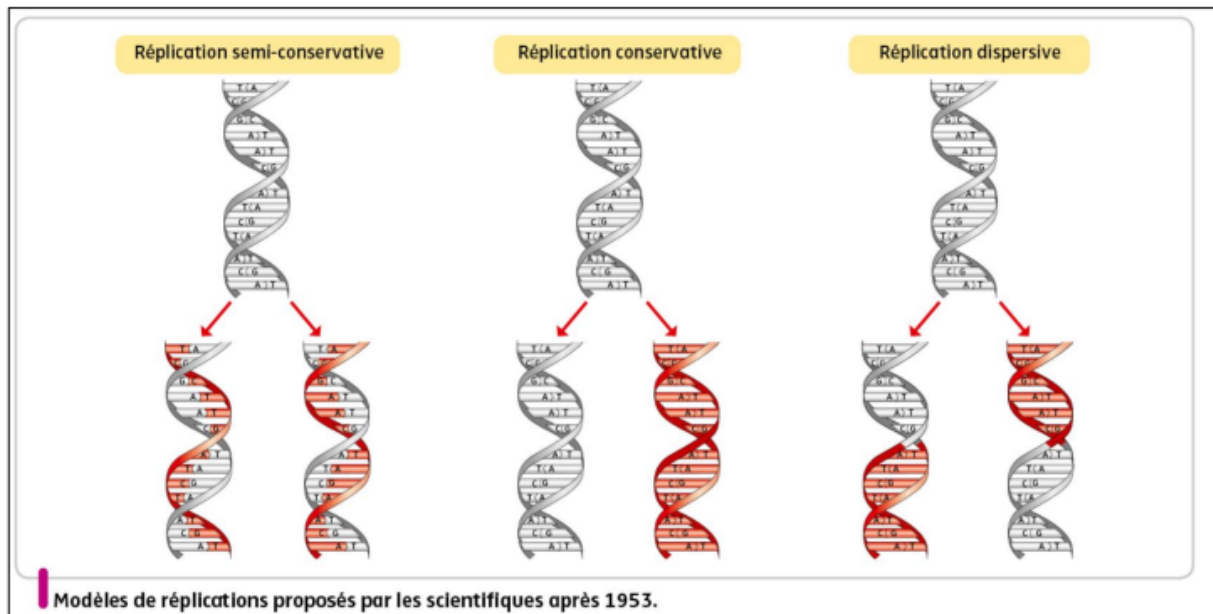 Réplication semi-conservative
Réplication conservative
Réplication dispersive
T(A T(A T(A
C(G C(G C(G
G(C G(C G(C
A)T A)T A)T
A)T A)T A)T
C(G C(G C(G
A)T A)T A)T
T(A T(A T(A
C(G C(G C(G
T(A T(A T(A
A)T A)T A)T
C(G C(G C(G
A)T A)T A)T
T(A T(A T(A T(A T(A T(A
C(G C(G C(G C(G C(G C(G
G(C G(C G(C G(C G(C G(C
A)T A)T A)T A)T A)T A)T
A)T A)T A)T A)T A)T A)T
C(G C(G C(G C(G C(G C(G
A)T A)T A)T A)T A)T A)T
T(A T(A T(A T(A T(A T(A
C(G C(G C(G C(G C(G C(G
T(A T(A T(A T(A T(A T(A
A)T A)T A)T A)T A)T A)T
C(G C(G C(G C(G C(G C(G
A)T A)T A)T A)T A)T A)T
Modèles de réplications proposés par les scientifiques après 1953.